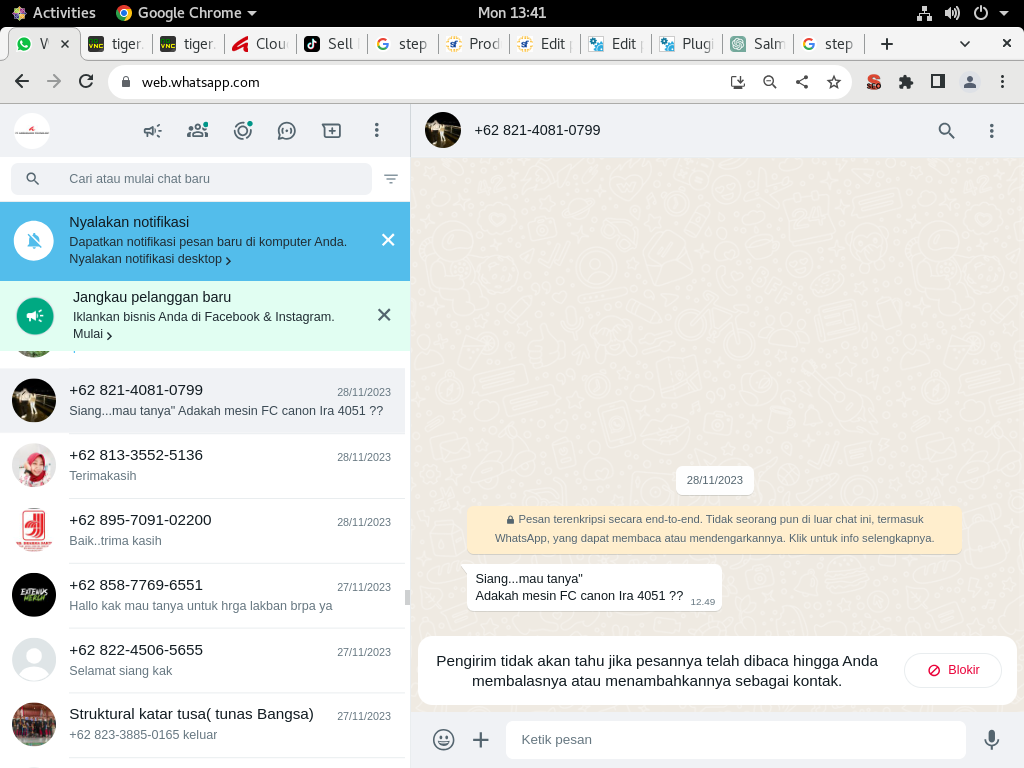 Activities
Google Chrome
Mon 13:41
tiger
tiger
Clou
Sell
step
Prod
Edit
Edit
Plugi
Salm
step
web.whatsapp.com
SEO
Cari atau mulai chat baru
Nyalakan notifikasi
Dapatkan notifikasi pesan baru di komputer Anda.
Nyalakan notifikasi desktop >
Jangkau pelanggan baru
Iklankan bisnis Anda di Facebook & Instagram.
Mulai >
+62 821-4081-0799
28/11/2023
Siang...mau tanya" Adakah mesin FC canon Ira 4051 ??
+62 813-3552-5136
28/11/2023
Terimakasih
+62 895-7091-02200
28/11/2023
Baik..trima kasih
+62 858-7769-6551
27/11/2023
Hallo kak mau tanya untuk hrga lakban brpa ya
+62 822-4506-5655
27/11/2023
Selamat siang kak
Struktural katar tusa( tunas Bangsa)
27/11/2023
+62 823-3885-0165 keluar
+62 821-4081-0799
28/11/2023
Pesan terenkripsi secara end-to-end. Tidak seorang pun di luar chat ini, termasuk
WhatsApp, yang dapat membaca atau mendengarkannya. Klik untuk info selengkapnya.
Siang...mau tanya"
Adakah mesin FC canon Ira 4051 ??
12.49
Pengirim tidak akan tahu jika pesannya telah dibaca hingga Anda
membalasnya atau menambahkannya sebagai kontak.
Blokir
Ketik pesan